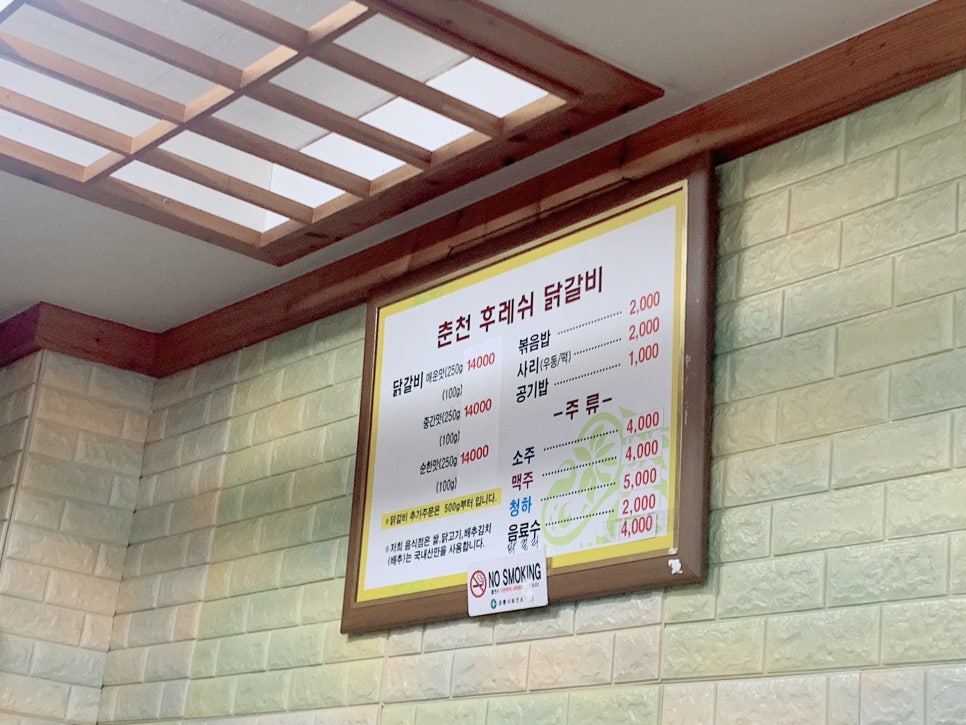 춘천 후레쉬 닭갈비
닭갈비 매운맛(250g 14000
(100g)
중간맛(250g 14000
(100g)
순한맛(250g 14000
(100g)
※닭갈비 추가주문은 500g부터 입니다.
※저희 음식점은 쌀,닭고기,배추김치
(배추)는 국내산만을 사용합니다.
볶음밥 2,000
사리(우동/떡) 2,000
공기밥 1,000
-주 류-
소주 4,000
맥주 4,000
청하 5,000
음료수 2,000
4,000
NO SMOKING